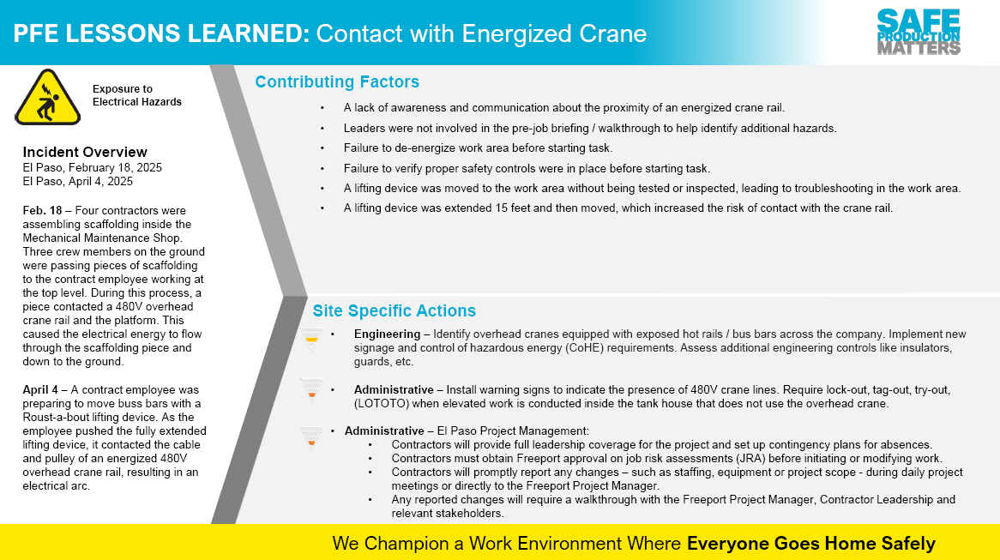 PFE LESSONS LEARNED: Contact with Energized Crane
SAFE
PRODUCTION
MATTERS
Exposure to
Electrical Hazards
Incident Overview
El Paso, February 18, 2025
El Paso, April 4, 2025
Feb. 18 – Four contractors were
assembling scaffolding inside the
Mechanical Maintenance Shop.
Three crew members on the ground
were passing pieces of scaffolding
to the contract employee working at
the top level. During this process, a
piece contacted a 480V overhead
crane rail and the platform. This
caused the electrical energy to flow
through the scaffolding piece and
down to the ground.
April 4 – A contract employee was
preparing to move buss bars with a
Roust-a-bout lifting device. As the
employee pushed the fully extended
lifting device, it contacted the cable
and pulley of an energized 480V
overhead crane rail, resulting in an
electrical arc.
Contributing Factors
• A lack of awareness and communication about the proximity of an energized crane rail.
• Leaders were not involved in the pre-job briefing / walkthrough to help identify additional hazards.
• Failure to de-energize work area before starting task.
• Failure to verify proper safety controls were in place before starting task.
• A lifting device was moved to the work area without being tested or inspected, leading to troubleshooting in the work area.
• A lifting device was extended 15 feet and then moved, which increased the risk of contact with the crane rail.
Site Specific Actions
• Engineering – Identify overhead cranes equipped with exposed hot rails / bus bars across the company. Implement new
signage and control of hazardous energy (CoHE) requirements. Assess additional engineering controls like insulators,
guards, etc.
• Administrative – Install warning signs to indicate the presence of 480V crane lines. Require lock-out, tag-out, try-out,
(LOTOTO) when elevated work is conducted inside the tank house that does not use the overhead crane.
• Administrative – El Paso Project Management:
• Contractors will provide full leadership coverage for the project and set up contingency plans for absences.
• Contractors must obtain Freeport approval on job risk assessments (JRA) before initiating or modifying work.
• Contractors will promptly report any changes – such as staffing, equipment or project scope - during daily project
meetings or directly to the Freeport Project Manager.
• Any reported changes will require a walkthrough with the Freeport Project Manager, Contractor Leadership and
relevant stakeholders.
We Champion a Work Environment Where Everyone Goes Home Safely